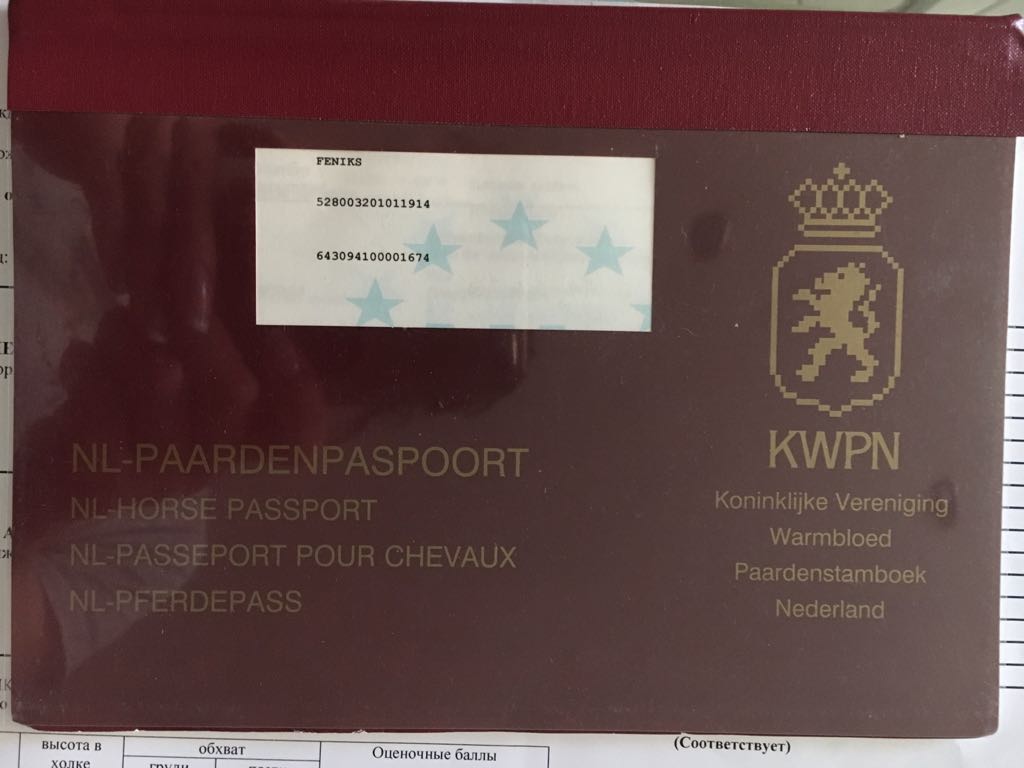 FENIKS
528003201011914
643094100001674
NL-PAARDENPASPOORT
NL-HORSE PASSPORT
NL-PASSEPORT POUR CHEVAUX
NL-PFERDEPASS
KWPN
Koninklijke Vereniging
Warmbloed
Paardenstamboek
Nederland
(Соответствует)
высота в
холке
обхват
груди
Оценочные баллы